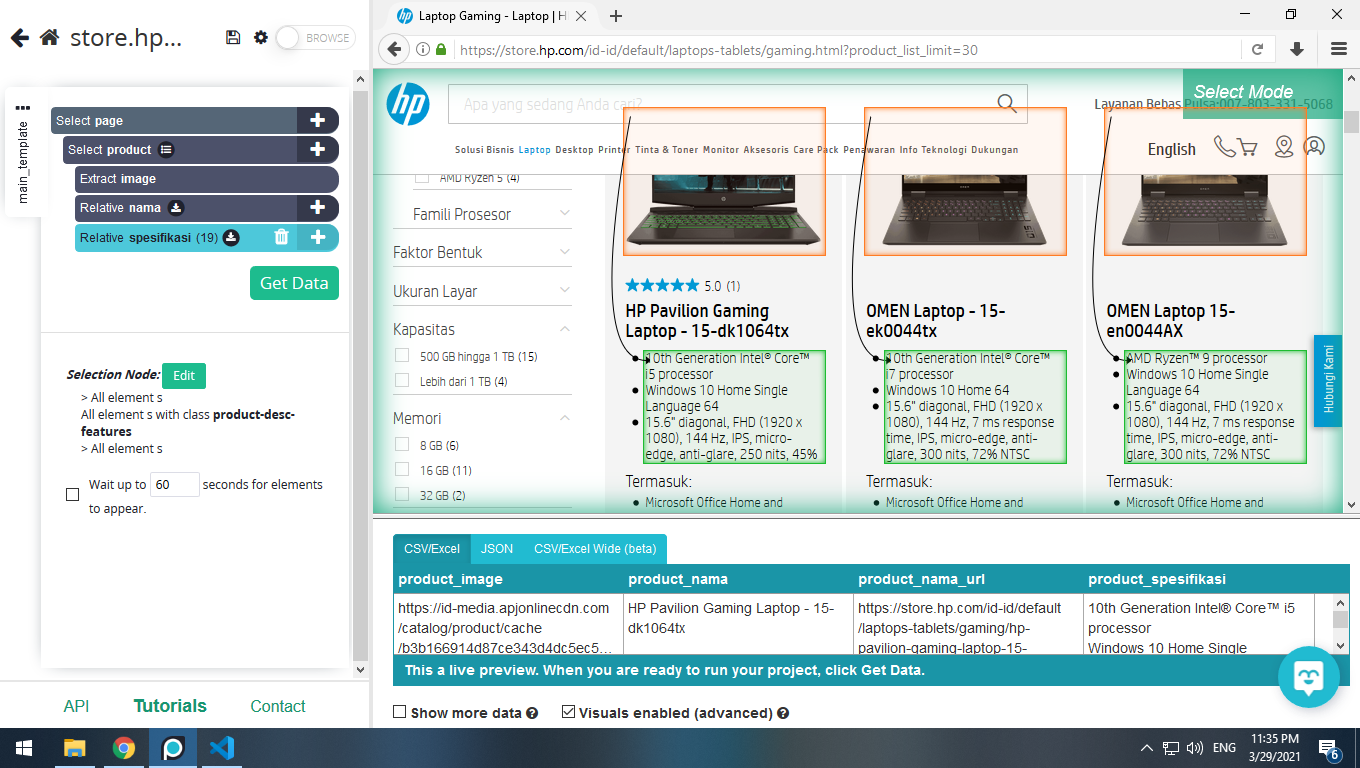 store.hp...
BROWSE
main_template
Select page
Select product
Extract image
Relative nama
Relative spesifikasi (19)
Get Data
Selection Node: Edit
> All element s
All element s with class product-desc-
features
> All element s
Wait up to 60 seconds for elements
to appear.
API Tutorials Contact
Laptop Gaming - Laptop | H
https://store.hp.com/id-id/default/laptops-tablets/gaming.html?product_list_limit=30
Select Mode
hp
Apa yang sedang Anda cari?
Layanan Bebas Pulsa:007-803-331-5068
Solusi Bisnis Laptop Desktop Printer Tinta & Toner Monitor Aksesoris Care Pack Penawaran Info Teknologi Dukungan
English
AMD Ryzen 5 (4)
Famili Prosesor
Faktor Bentuk
Ukuran Layar
Kapasitas
500 GB hingga 1 TB (15)
Lebih dari 1 TB (4)
Memori
8 GB (6)
16 GB (11)
32 GB (2)
5.0 (1)
HP Pavilion Gaming
Laptop - 15-dk1064tx
10th Generation Intel® Core™
i5 processor
Windows 10 Home Single
Language 64
15.6" diagonal, FHD (1920 x
1080), 144 Hz, IPS, micro-
edge, anti-glare, 250 nits, 45%
Termasuk:
Microsoft Office Home and
OMEN Laptop - 15-
ek0044tx
10th Generation Intel® Core™
i7 processor
Windows 10 Home 64
15.6" diagonal, FHD (1920 x
1080), 144 Hz, 7 ms response
time, IPS, micro-edge, anti-
glare, 300 nits, 72% NTSC
Termasuk:
Microsoft Office Home and
OMEN Laptop 15-
en0044AX
AMD Ryzen™ 9 processor
Windows 10 Home Single
Language 64
15.6" diagonal, FHD (1920 x
1080), 144 Hz, 7 ms response
time, IPS, micro-edge, anti-
glare, 300 nits, 72% NTSC
Termasuk:
Microsoft Office Home and
Hubungi Kami
CSV/Excel JSON CSV/Excel Wide (beta)
product_image product_nama product_nama_url product_spesifikasi
https://id-media.apjonlinecdn.com
/catalog/product/cache
/b3b166914d87ce343d4dc5ec5...
HP Pavilion Gaming Laptop - 15-
dk1064tx
https://store.hp.com/id-id/default
/laptops-tablets/gaming/hp-
pavilion-gaming-laptop-15-
10th Generation Intel® Core™ i5
processor
Windows 10 Home Single
This a live preview. When you are ready to run your project, click Get Data.
Show more data Visuals enabled (advanced)
ENG
11:35 PM
3/29/2021
6